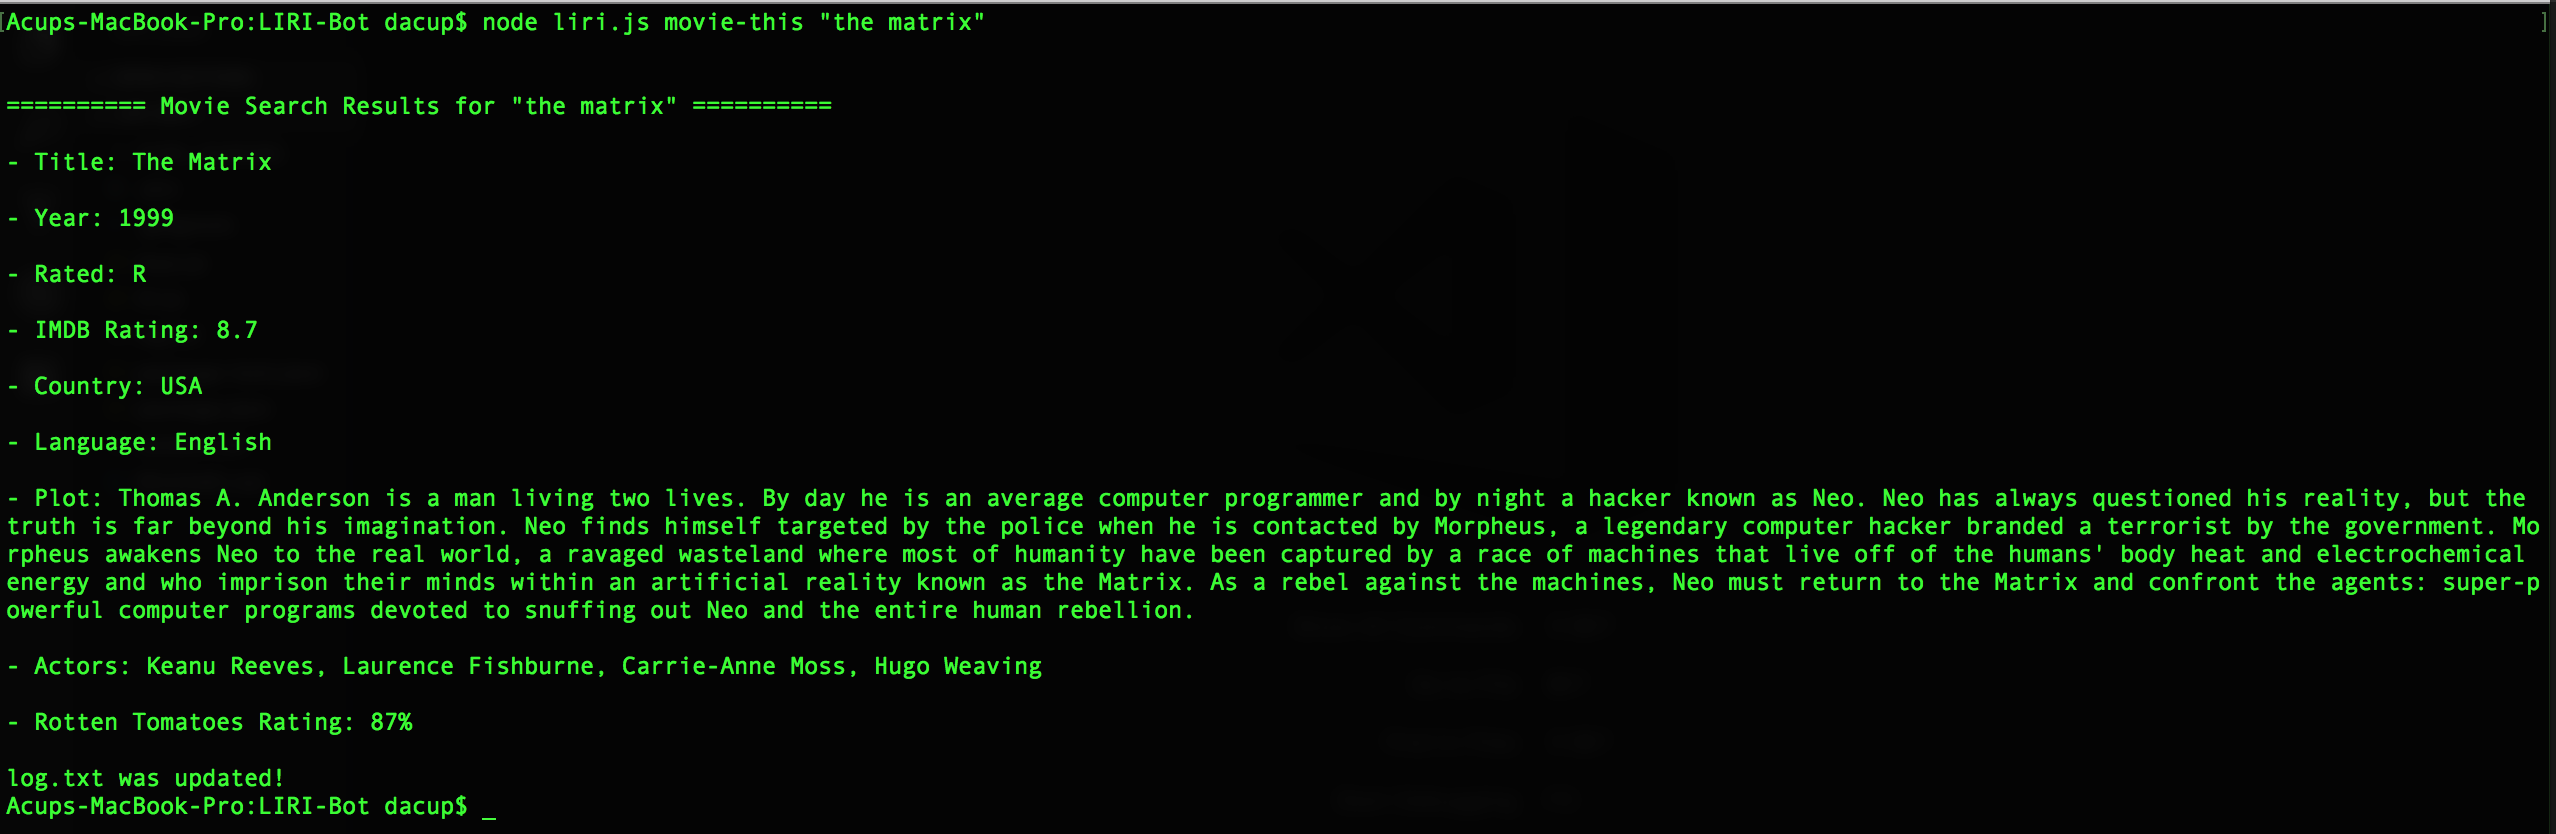 [Acups-MacBook-Pro:LIRI-Bot dacup$ node liri.js movie-this "the matrix" ]
========== Movie Search Results for "the matrix" ==========
- Title: The Matrix
- Year: 1999
- Rated: R
- IMDB Rating: 8.7
- Country: USA
- Language: English
- Plot: Thomas A. Anderson is a man living two lives. By day he is an average computer programmer and by night a hacker known as Neo. Neo has always questioned his reality, but the
truth is far beyond his imagination. Neo finds himself targeted by the police when he is contacted by Morpheus, a legendary computer hacker branded a terrorist by the government. Mo
rpheus awakens Neo to the real world, a ravaged wasteland where most of humanity have been captured by a race of machines that live off of the humans' body heat and electrochemical
energy and who imprison their minds within an artificial reality known as the Matrix. As a rebel against the machines, Neo must return to the Matrix and confront the agents: super-p
owerful computer programs devoted to snuffing out Neo and the entire human rebellion.
- Actors: Keanu Reeves, Laurence Fishburne, Carrie-Anne Moss, Hugo Weaving
- Rotten Tomatoes Rating: 87%
log.txt was updated!
Acups-MacBook-Pro:LIRI-Bot dacup$ _